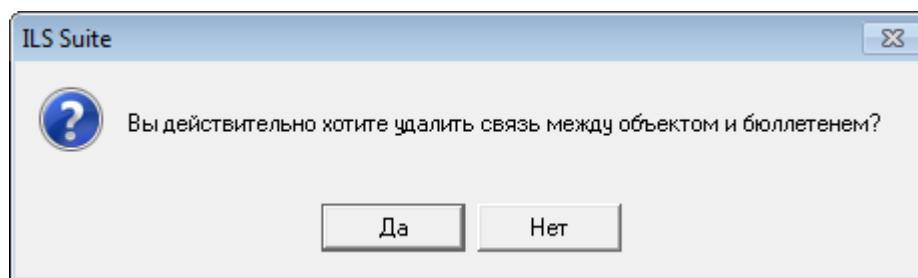 ILS Suite
Вы действительно хотите удалить связь между объектом и бюллетенем?
Да
Нет